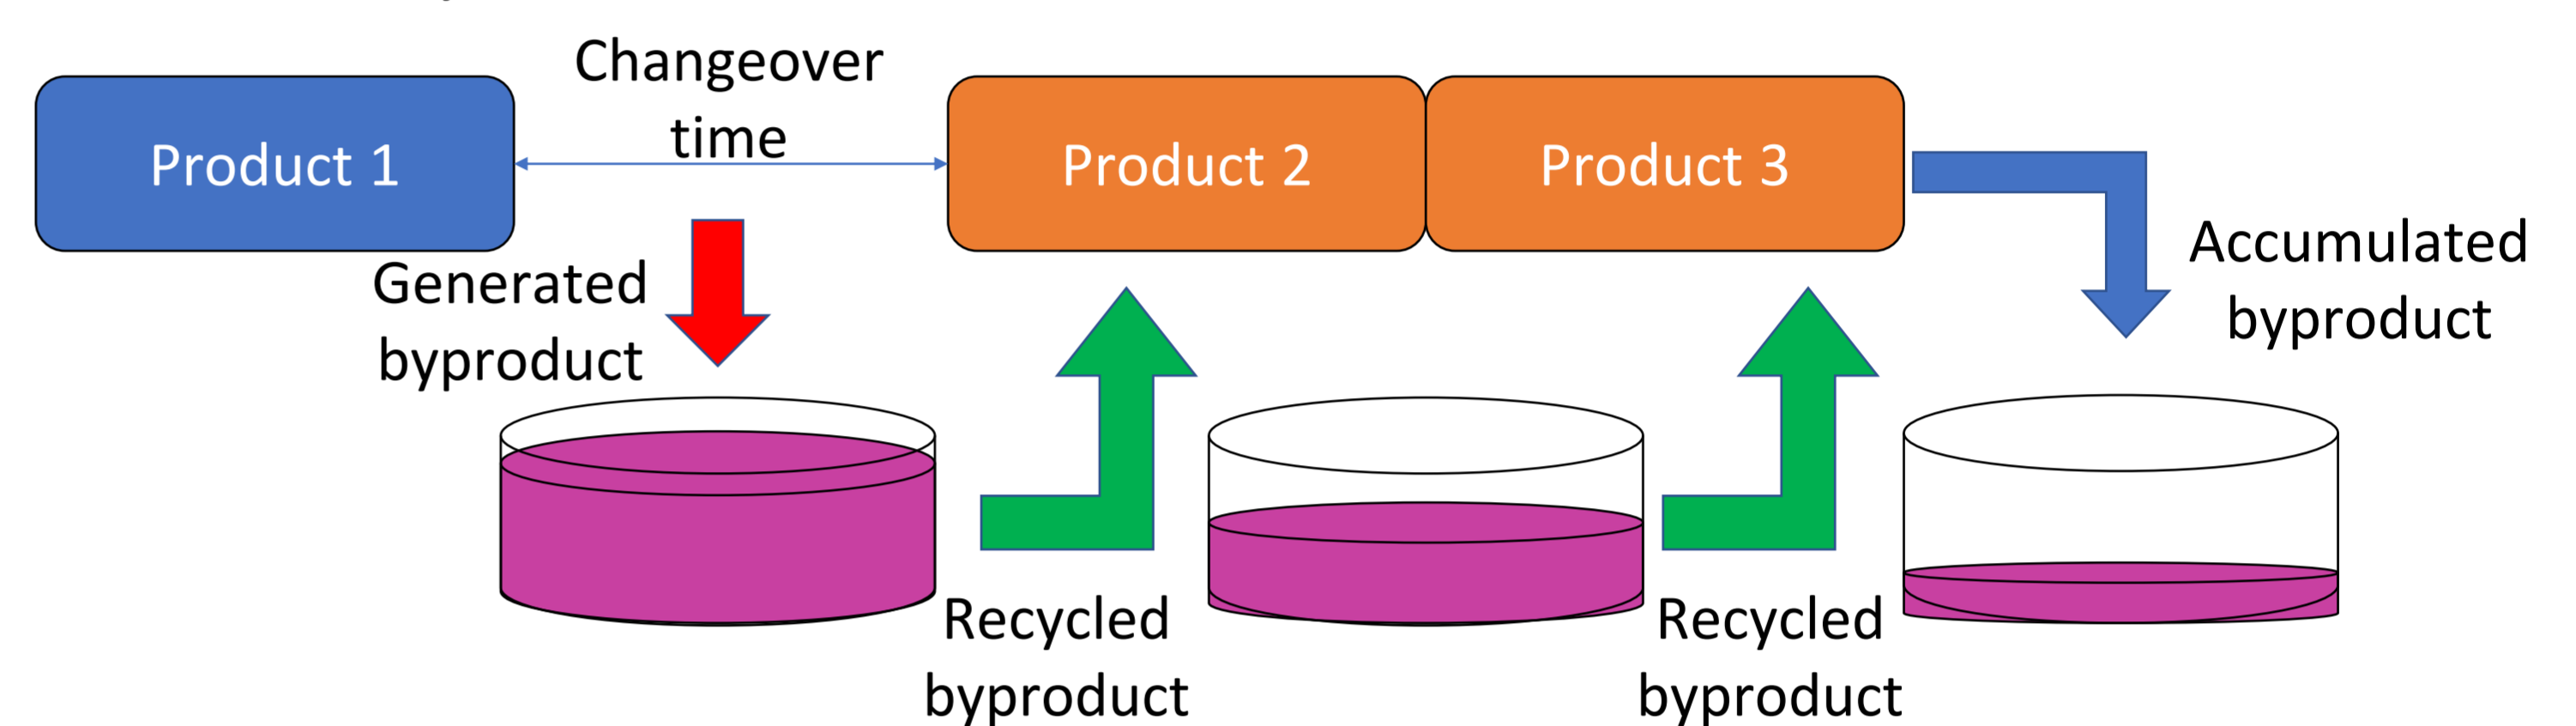 Changeover
time
Product 1
Product 2
Product 3
Generated
byproduct
Accumulated
byproduct
Recycled
byproduct
Recycled
byproduct